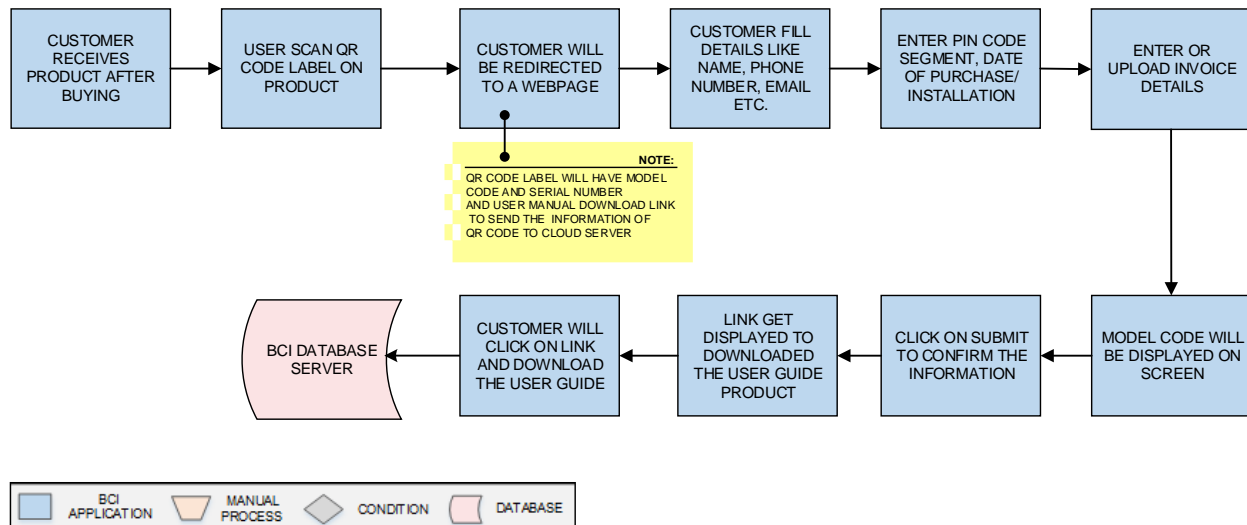 CUSTOMER
RECEIVES
PRODUCT AFTER
BUYING
USER SCAN QR
CODE LABEL ON
PRODUCT
CUSTOMER WILL
BE REDIRECTED
TO A WEBPAGE
CUSTOMER FILL
DETAILS LIKE
NAME, PHONE
NUMBER, EMAIL
ETC.
ENTER PIN CODE
SEGMENT, DATE
OF PURCHASE/
INSTALLATION
ENTER OR
UPLOAD INVOICE
DETAILS
NOTE:
QR CODE LABEL WILL HAVE MODEL
CODE AND SERIAL NUMBER
AND USER MANUAL DOWNLOAD LINK
TO SEND THE INFORMATION OF
QR CODE TO CLOUD SERVER
BCI DATABASE
SERVER
CUSTOMER WILL
CLICK ON LINK
AND DOWNLOAD
THE USER GUIDE
LINK GET
DISPLAYED TO
DOWNLOADED
THE USER GUIDE
PRODUCT
CLICK ON SUBMIT
TO CONFIRM THE
INFORMATION
MODEL CODE WILL
BE DISPLAYED ON
SCREEN
BCI
APPLICATION
MANUAL
PROCESS
CONDITION
DATABASE